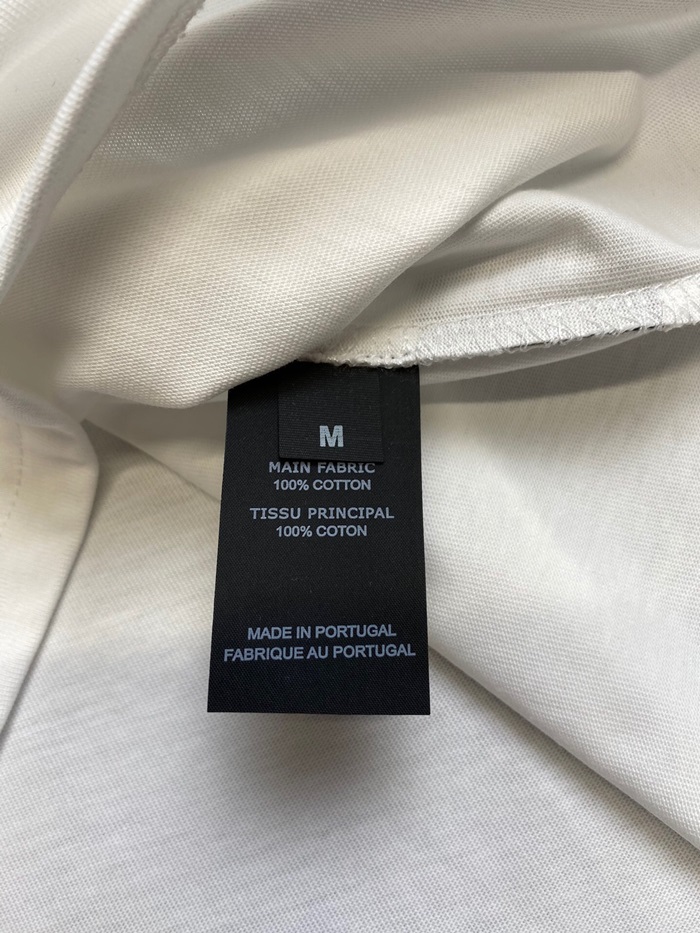 M
MAIN FABRIC
100% COTTON
TISSU PRINCIPAL
100% COTON
MADE IN PORTUGAL
FABRIQUE AU PORTUGAL